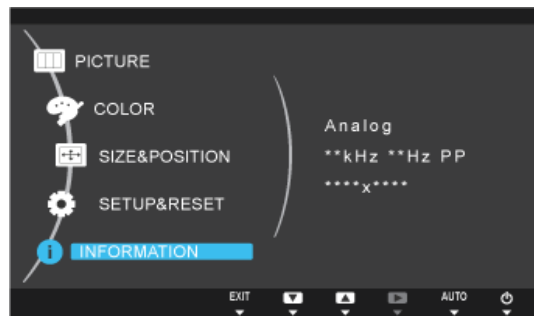 PICTURE
COLOR
SIZE&POSITION
SETUP&RESET
INFORMATION
Analog
**kHz **Hz PP
****x****
EXIT AUTO